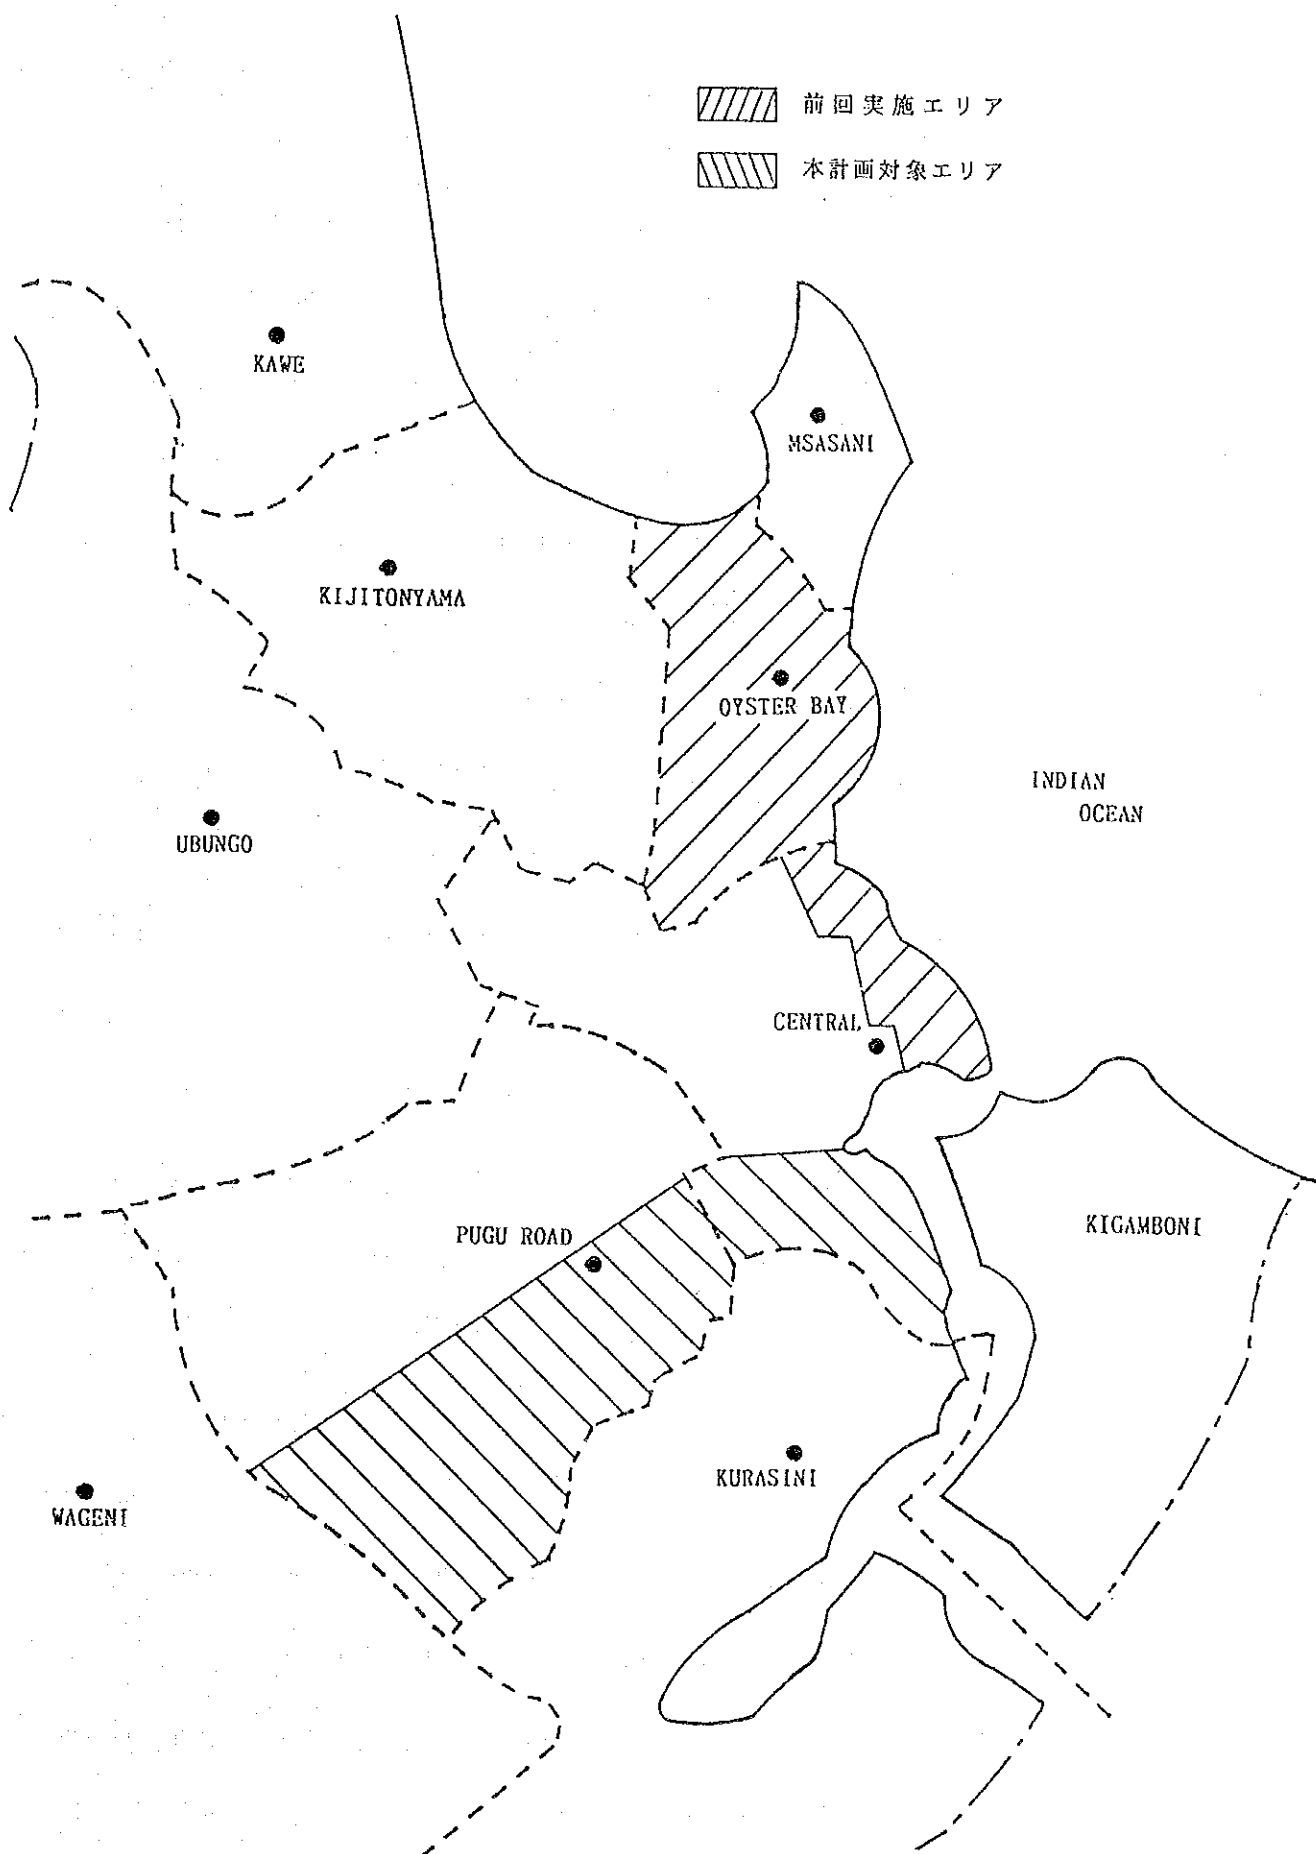 前回実施エリア
本計画対象エリア
KAWE
MSASANI
KIJITONYAMA
OYSTER BAY
INDIAN
OCEAN
UBUNGO
CENTRAL
KIGAMBONI
PUGU ROAD
KURASINI
WAGENI